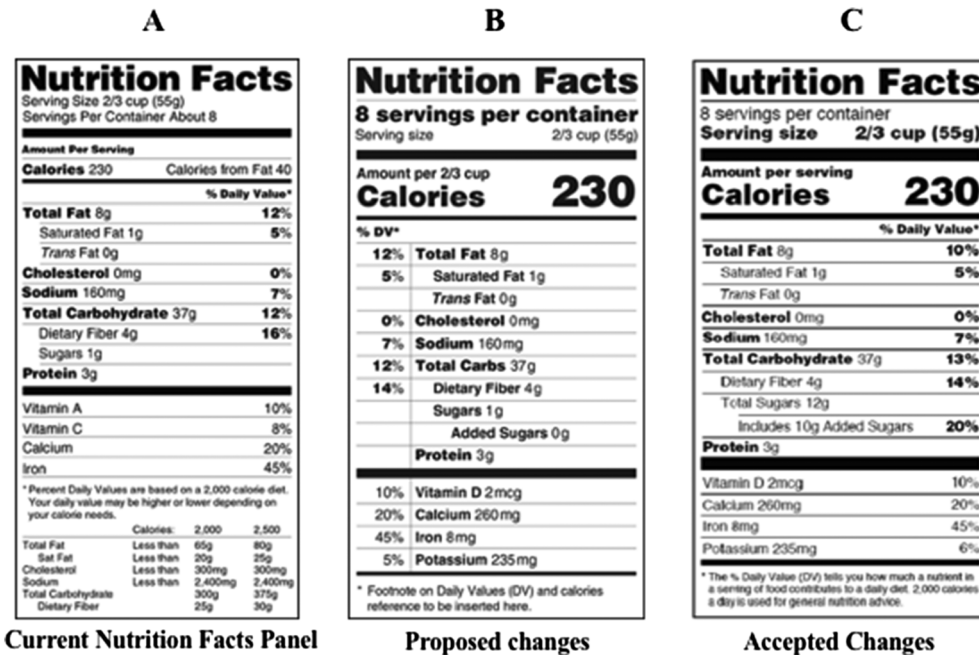 A
Nutrition Facts
Serving Size 2/3 cup (55g)
Servings Per Container About 8
Amount Per Serving
Calories 230 Calories from Fat 40
% Daily Value*
Total Fat 8g 12%
Saturated Fat 1g 5%
Trans Fat 0g
Cholesterol 0mg 0%
Sodium 160mg 7%
Total Carbohydrate 37g 12%
Dietary Fiber 4g 16%
Sugars 1g
Protein 3g
Vitamin A 10%
Vitamin C 8%
Calcium 20%
Iron 45%
* Percent Daily Values are based on a 2,000 calorie diet.
Your daily value may be higher or lower depending on
your calorie needs.
Calories: 2,000 2,500
Total Fat Less than 65g 80g
Sat Fat Less than 20g 25g
Cholesterol Less than 300mg 300mg
Sodium Less than 2,400mg 2,400mg
Total Carbohydrate 300g 375g
Dietary Fiber 25g 30g
Current Nutrition Facts Panel
B
Nutrition Facts
8 servings per container
Serving size 2/3 cup (55g)
Amount per 2/3 cup
Calories 230
% DV*
12% Total Fat 8g
5% Saturated Fat 1g
Trans Fat 0g
0% Cholesterol 0mg
7% Sodium 160mg
12% Total Carbs 37g
14% Dietary Fiber 4g
Sugars 1g
Added Sugars 0g
Protein 3g
10% Vitamin D 2mcg
20% Calcium 260mg
45% Iron 8mg
5% Potassium 235mg
* Footnote on Daily Values (DV) and calories
reference to be inserted here.
Proposed changes
C
Nutrition Facts
8 servings per container
Serving size 2/3 cup (55g)
Amount per serving
Calories 230
% Daily Value*
Total Fat 8g 10%
Saturated Fat 1g 5%
Trans Fat 0g
Cholesterol 0mg 0%
Sodium 160mg 7%
Total Carbohydrate 37g 13%
Dietary Fiber 4g 14%
Total Sugars 12g
Includes 10g Added Sugars 20%
Protein 3g
Vitamin D 2mcg 10%
Calcium 260mg 20%
Iron 8mg 45%
Potassium 235mg 6%
* The % Daily Value (DV) tells you how much a nutrient in
a serving of food contributes to a daily diet. 2,000 calories
a day is used for general nutrition advice.
Accepted Changes